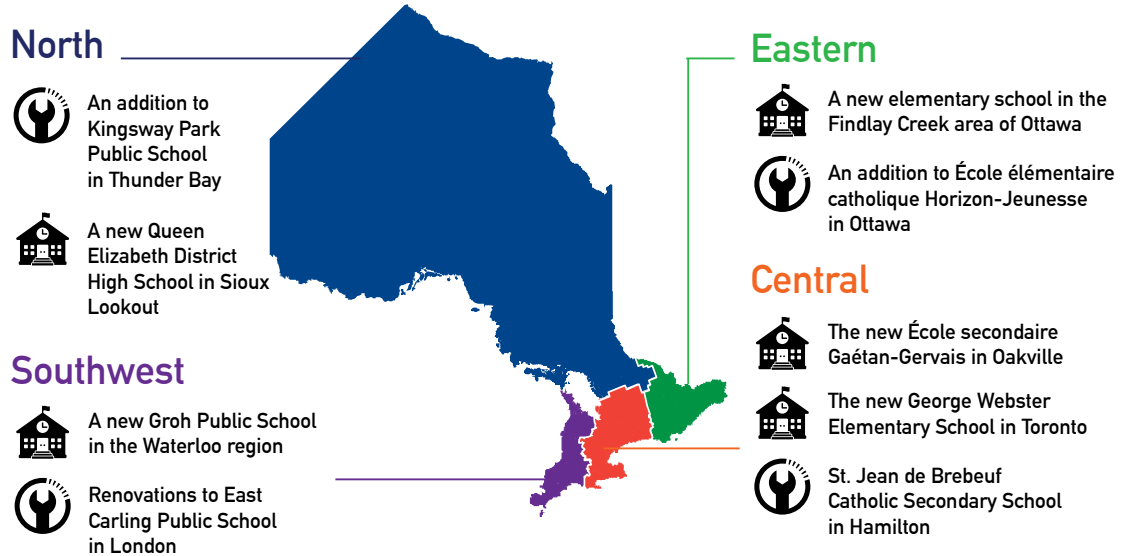 North
An addition to
Kingsway Park
Public School
in Thunder Bay
A new Queen
Elizabeth District
High School in Sioux
Lookout
Southwest
A new Groh Public School
in the Waterloo region
Renovations to East
Carling Public School
in London
Eastern
A new elementary school in the
Findlay Creek area of Ottawa
An addition to École élémentaire
catholique Horizon-Jeunesse
in Ottawa
Central
The new École secondaire
Gaétan-Gervais in Oakville
The new George Webster
Elementary School in Toronto
St. Jean de Brebeuf
Catholic Secondary School
in Hamilton